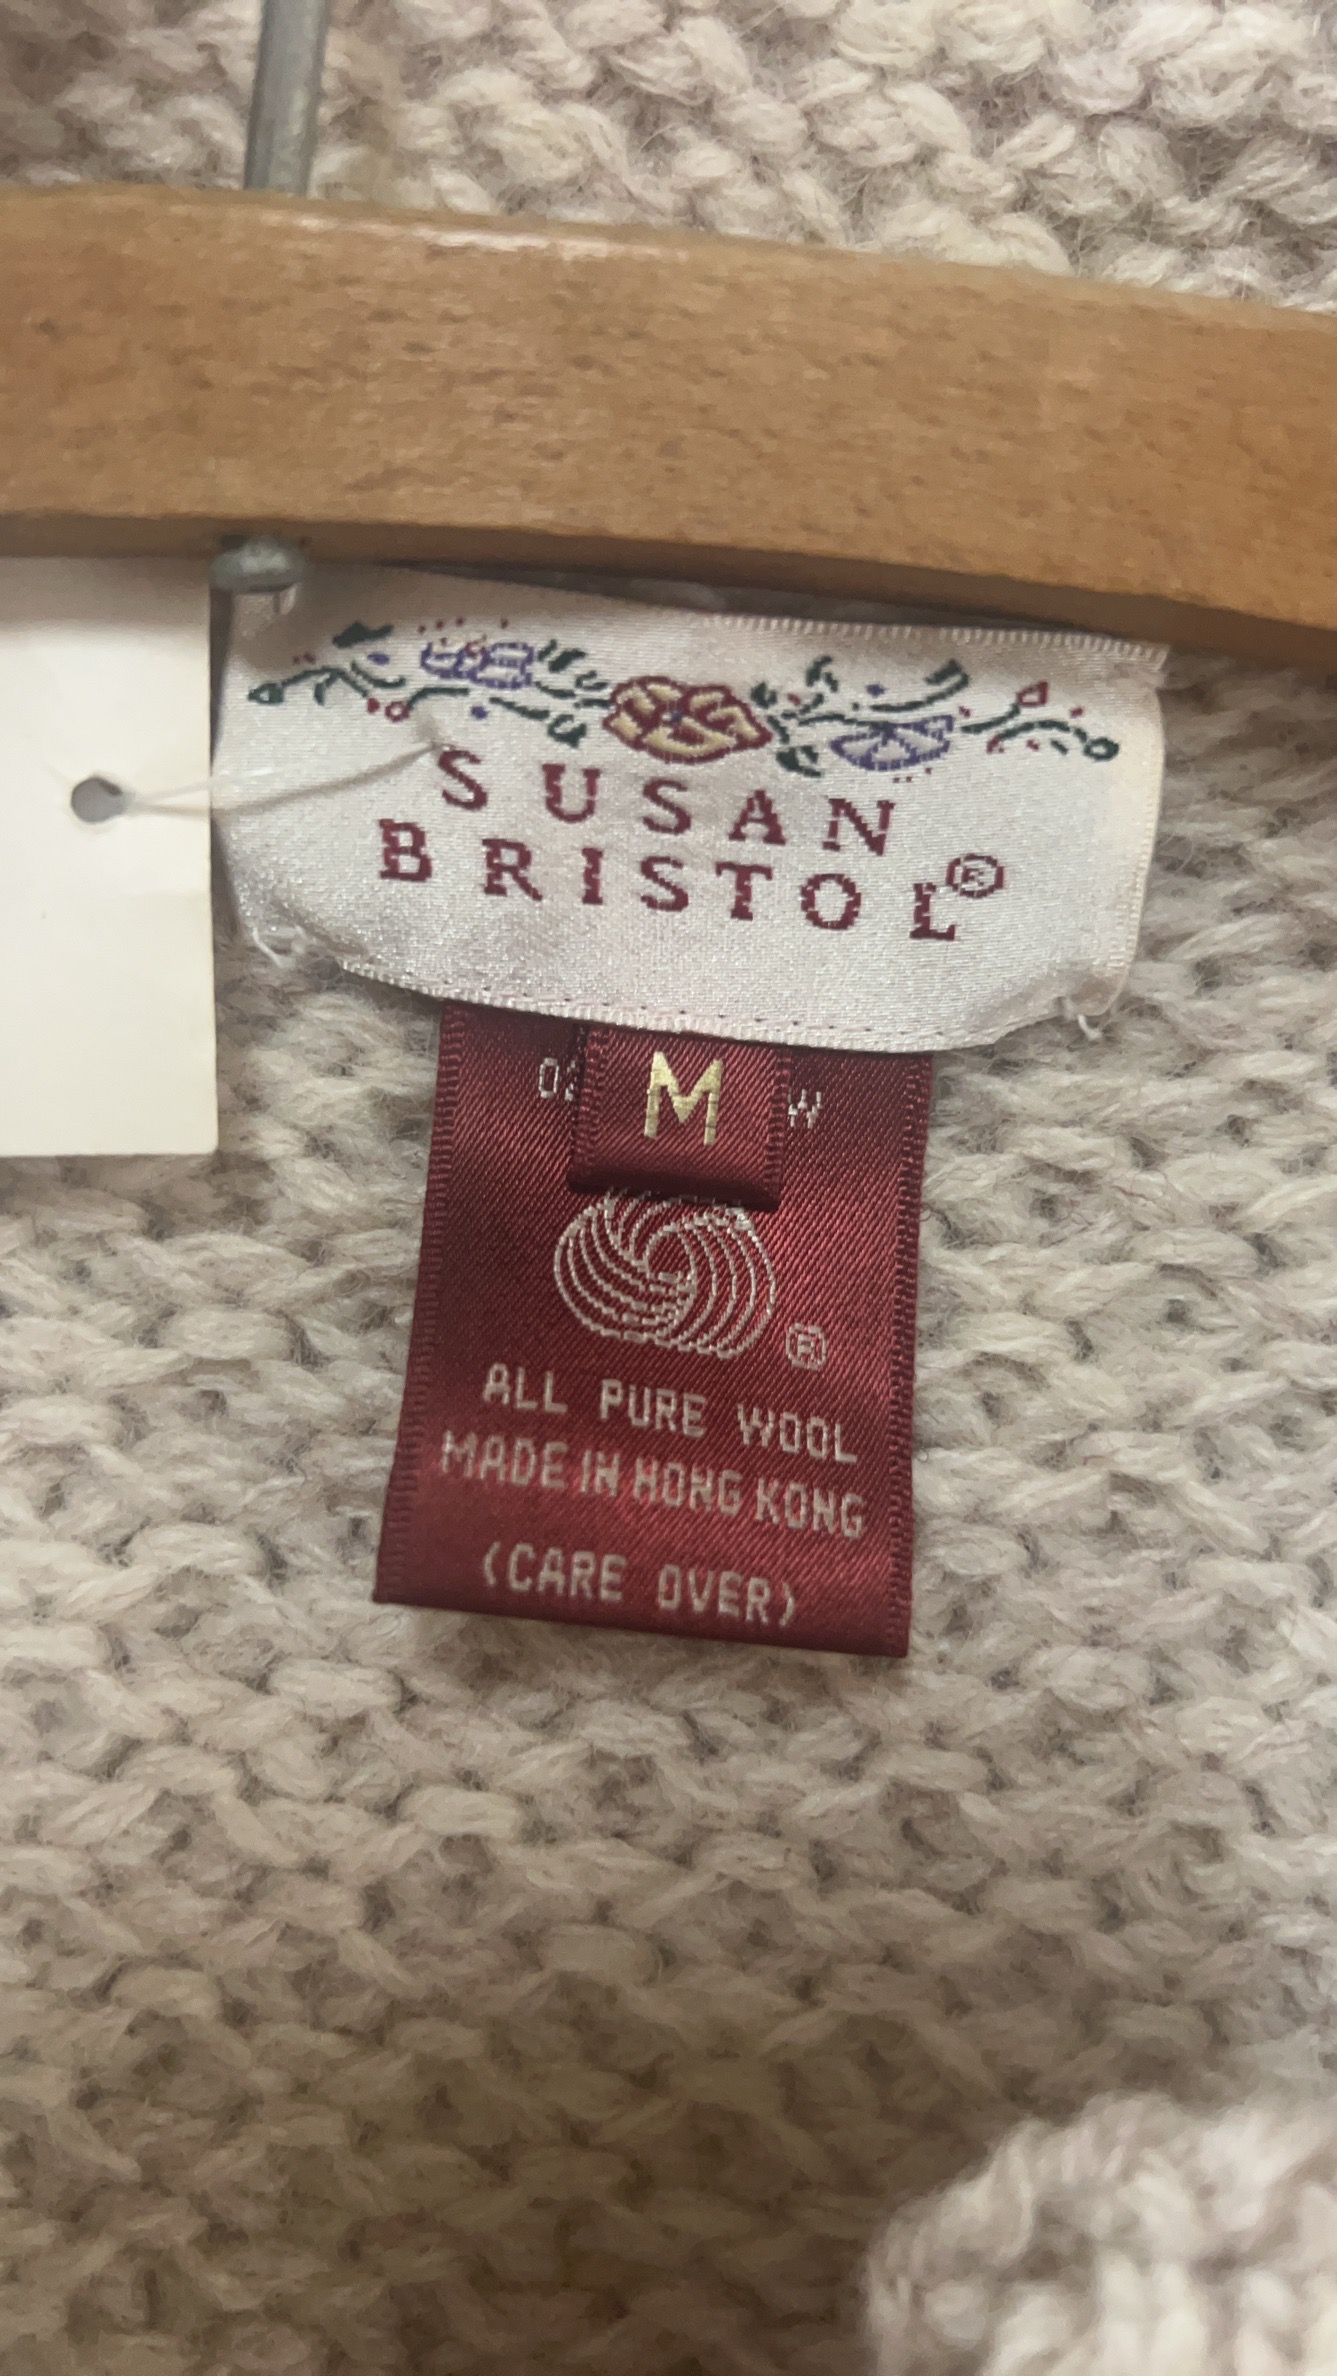 SUSAN
BRISTOL®
M
W
®
ALL PURE WOOL
MADE IN HONG KONG
(CARE OVER)